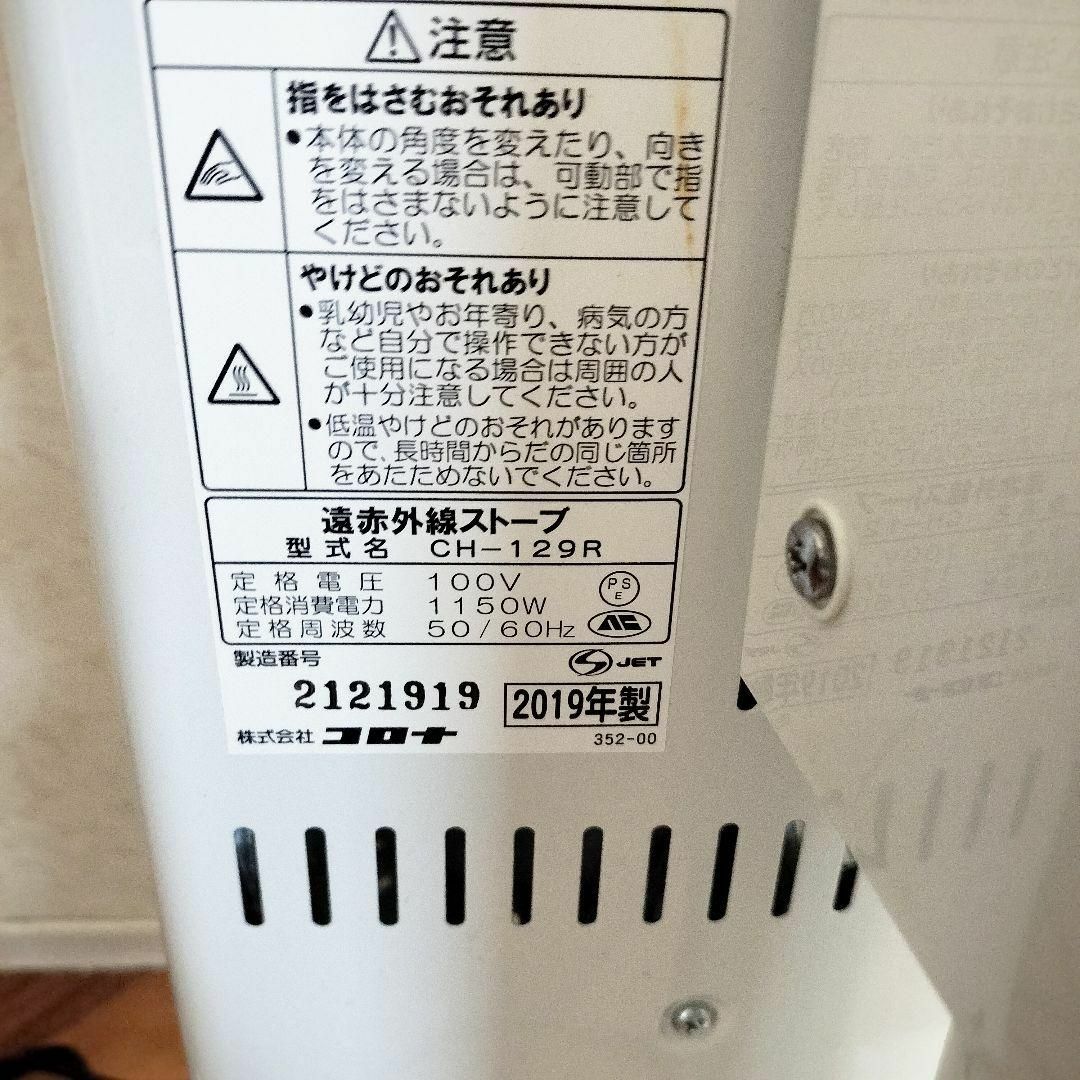 注意
指をはさむおそれあり
●本体の角度を変えたり、向き
を変える場合は、可動部で指
をはさまないように注意して
ください。
やけどのおそれあり
●乳幼児やお年寄り、病気の方
など自分で操作できない方が
ご使用になる場合は周囲の人
が十分注意してください。
●低温やけどのおそれがあります
ので、長時間からだの同じ箇所
をあたためないでください。
遠赤外線ストーブ
型式名 CH-129R
定格電圧 100V
定格消費電力 1150W
定格周波数 50/60Hz
PSE
製造番号
JET
2121919
2019年製
株式会社 コロナ
352-00